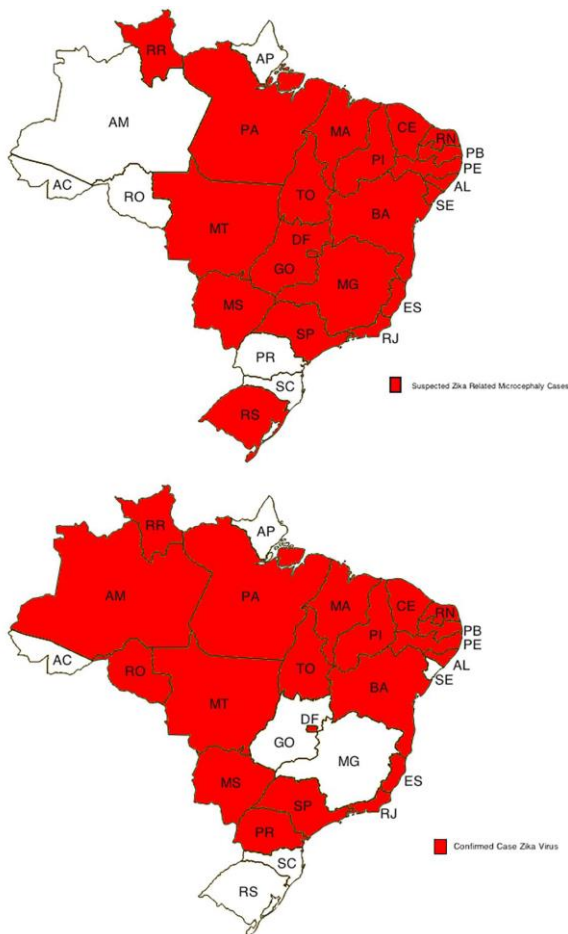 RR
AP
AM
PA
MA
CE
RN
PB
PI
PE
AC
AL
RO
TO
SE
MT
BA
DF
GO
MG
MS
ES
SP
RJ
PR
SC
RS
Suspected Zika Related Microcephaly Cases
RR
AP
AM
PA
MA
CE
RN
PB
PI
PE
AC
AL
RO
TO
SE
MT
BA
DF
GO
MG
MS
ES
SP
RJ
PR
SC
RS
Confirmed Case Zika Virus